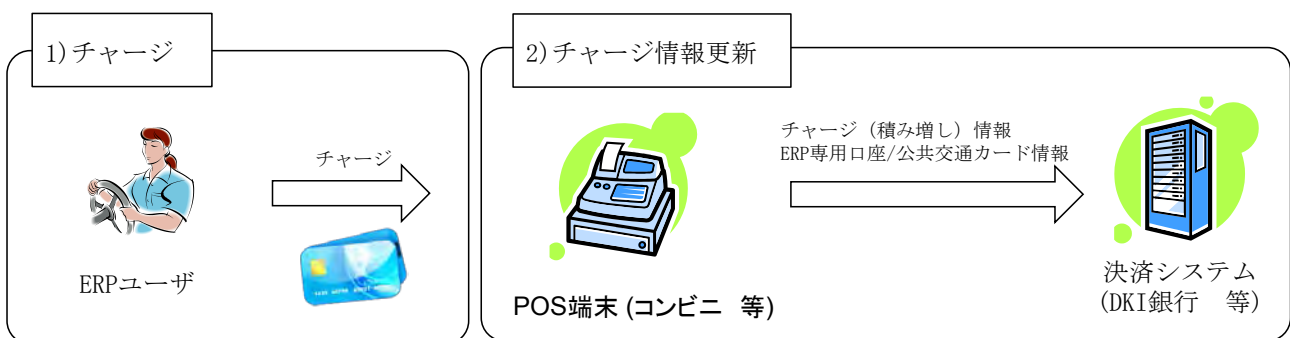 1)チャージ
2)チャージ情報更新
チャージ
チャージ（積み増し）情報
ERP専用口座/公共交通カード情報
ERPユーザ
POS端末 (コンビニ　等)
決済システム
(DKI銀行　等)